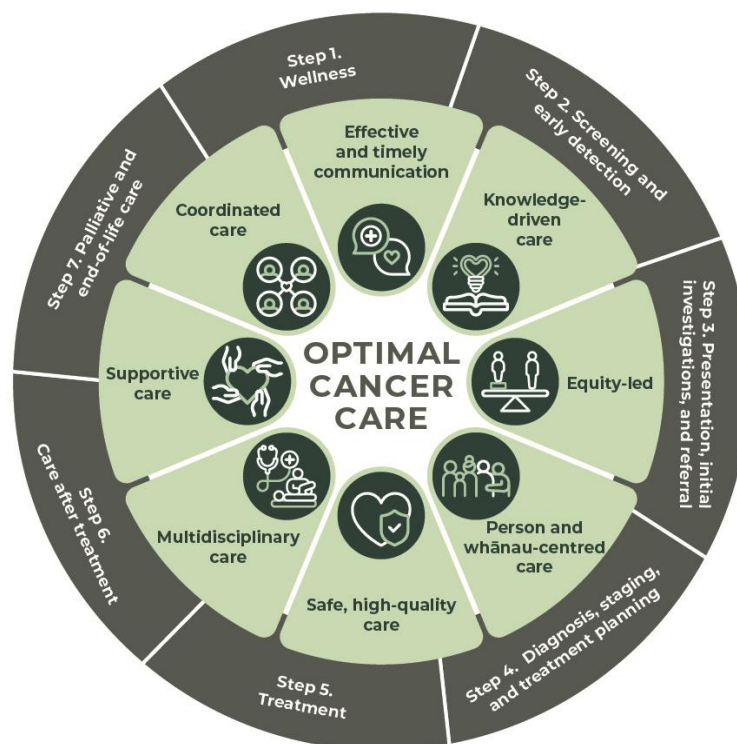 OPTIMAL
CANCER
CARE
Step 1.
Wellness
Step 2. Screening and
early detection
Step 3. Presentation, initial
investigations, and referral
Step 4. Diagnosis, staging,
and treatment planning
Step 5.
Treatment
Step 6.
Care after treatment
Step 7. Palliative and
end-of-life care
Effective
and timely
communication
Knowledge-
driven
care
Equity-led
Person and
whānau-centred
care
Safe, high-quality
care
Multidisciplinary
care
Supportive
care
Coordinated
care